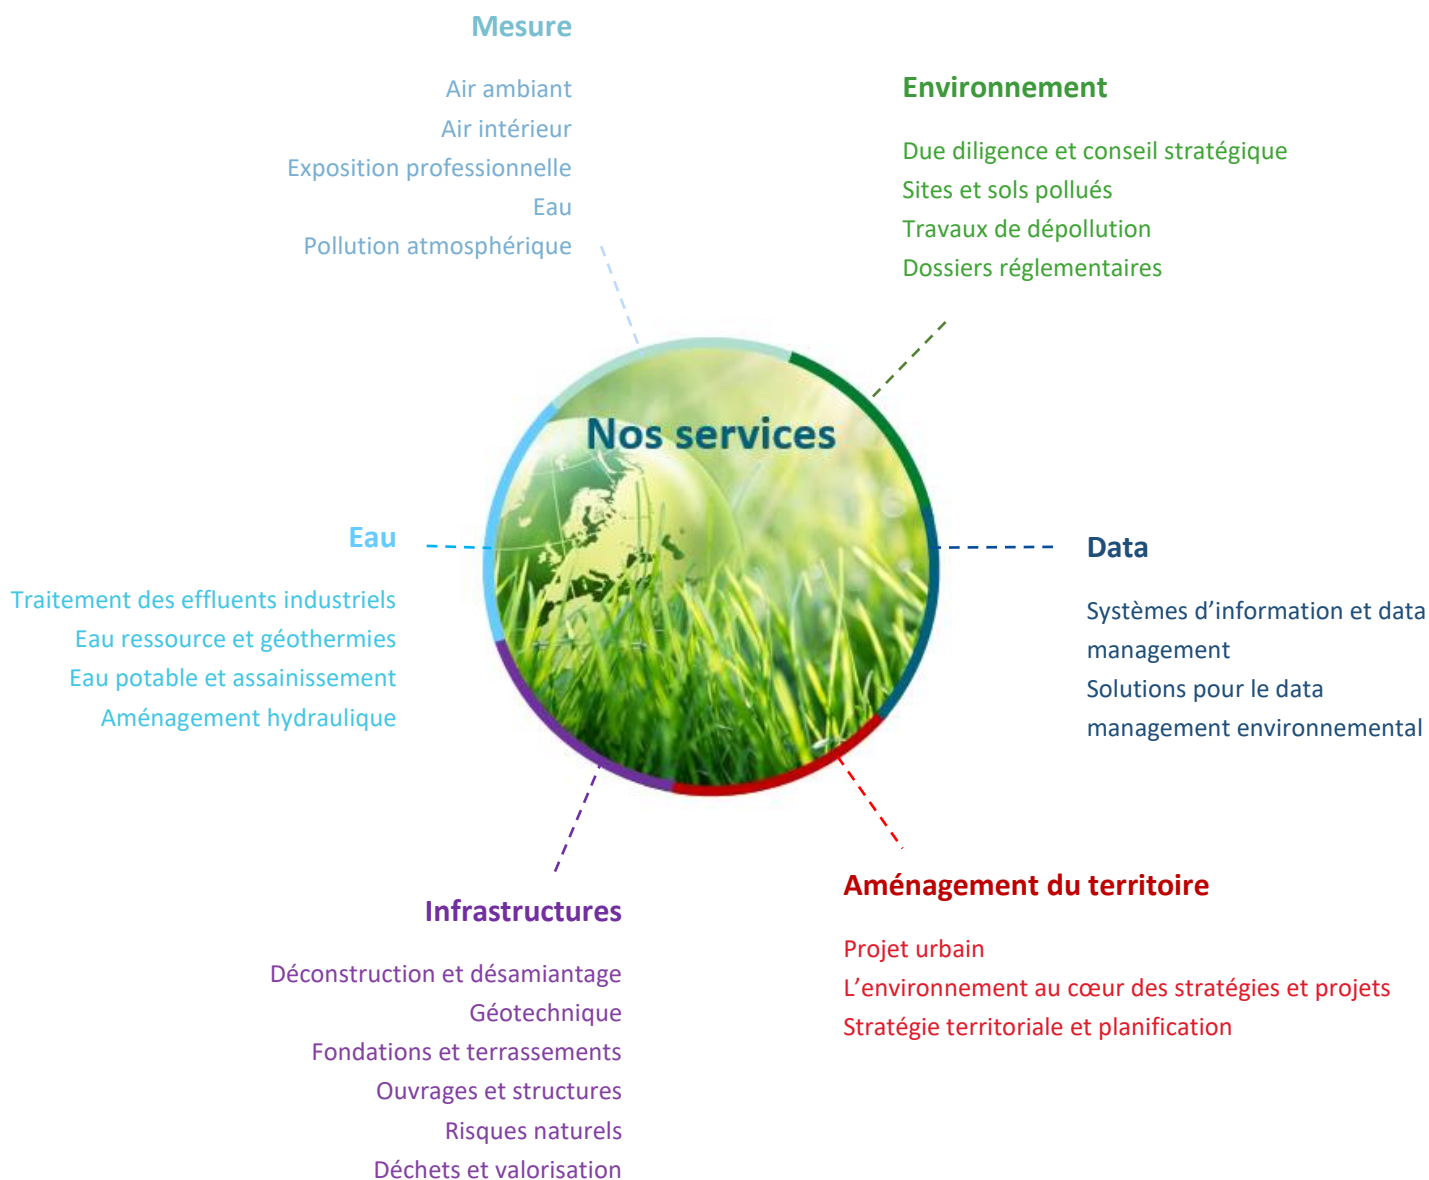 Mesure
Air ambiant
Air intérieur
Exposition professionnelle
Eau
Pollution atmosphérique
Environnement
Due diligence et conseil stratégique
Sites et sols pollués
Travaux de dépollution
Dossiers réglementaires
Nos services
Eau
Traitement des effluents industriels
Eau ressource et géothermies
Eau potable et assainissement
Aménagement hydraulique
Data
Systèmes d’information et data
management
Solutions pour le data
management environnemental
Infrastructures
Déconstruction et désamiantage
Géotechnique
Fondations et terrassements
Ouvrages et structures
Risques naturels
Déchets et valorisation
Aménagement du territoire
Projet urbain
L’environnement au cœur des stratégies et projets
Stratégie territoriale et planification